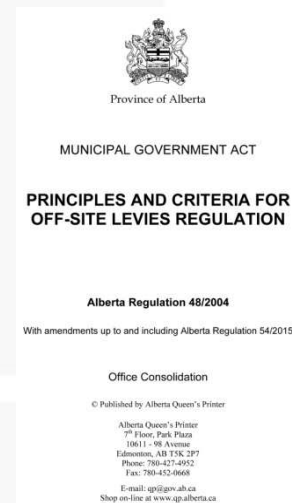 Province of Alberta
MUNICIPAL GOVERNMENT ACT
PRINCIPLES AND CRITERIA FOR
OFF-SITE LEVIES REGULATION
Alberta Regulation 48/2004
With amendments up to and including Alberta Regulation 54/2015
Office Consolidation
© Published by Alberta Queen's Printer
Alberta Queen's Printer
7th Floor, Park Plaza
10611 - 98 Avenue
Edmonton, AB T5K 2P7
Phone: 780-427-4952
Fax: 780-452-0668
E-mail: qp@gov.ab.ca
Shop on-line at www.qp.alberta.ca